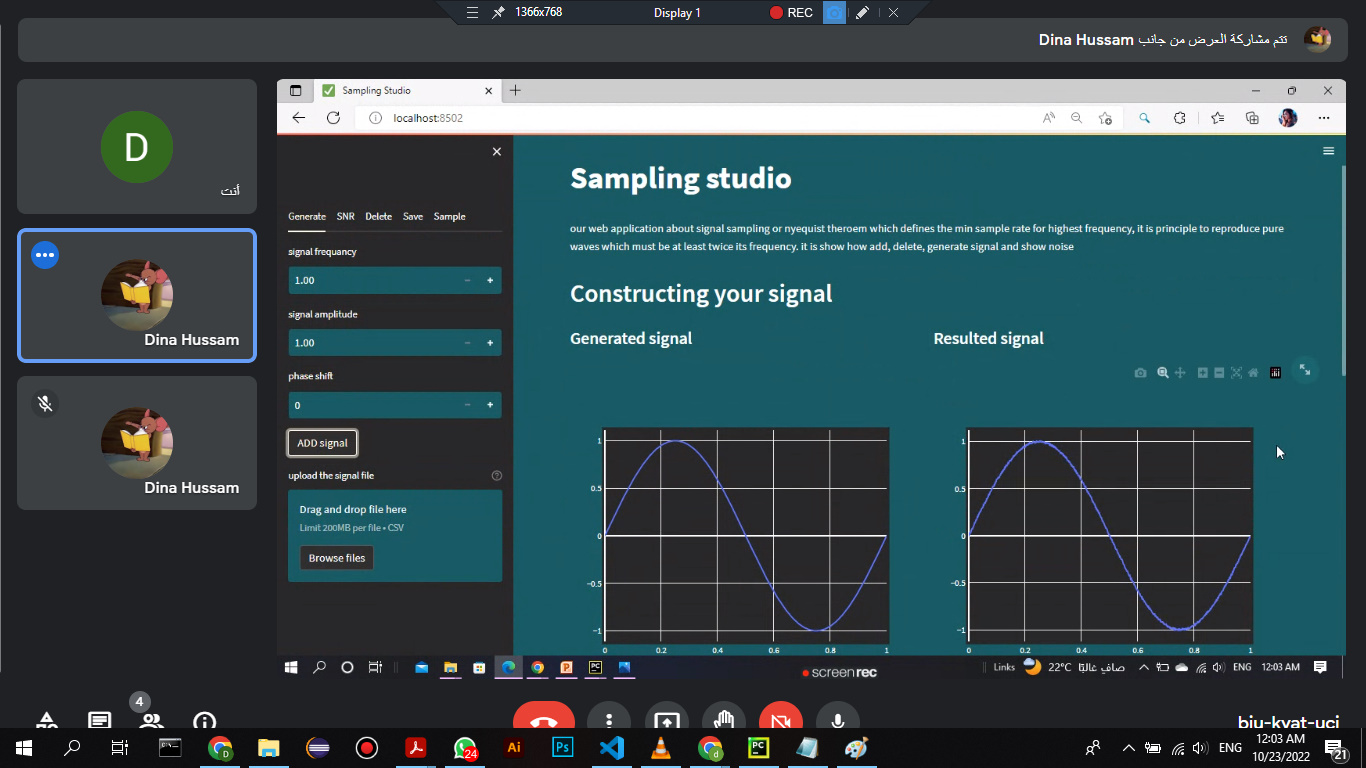 1366x768
Display 1
REC
تتم مشاركة العرض من جانب Dina Hussam
D
أنت
Dina Hussam
Dina Hussam
Sampling Studio
localhost:8502
Generate SNR Delete Save Sample
signal frequancy
1.00
signal amplitude
1.00
phase shift
0
ADD signal
upload the signal file
Drag and drop file here
Limit 200MB per file • CSV
Browse files
Sampling studio
our web application about signal sampling or nyequist theroem which defines the min sample rate for highest frequency, it is principle to reproduce pure
waves which must be at least twice its frequency. it is show how add, delete, generate signal and show noise
Constructing your signal
Generated signal
Resulted signal
1
0.5
0
−0.5
−1
0 0.2 0.4 0.6 0.8 1
1
0.5
0
−0.5
−1
0 0.2 0.4 0.6 0.8 1
Links
22°C صاف غالبًا
ENG
12:03 AM
screenrec
4
biu-kvat-uci
24
Ai
Ps
PC
ENG
12:03 AM
10/23/2022
21